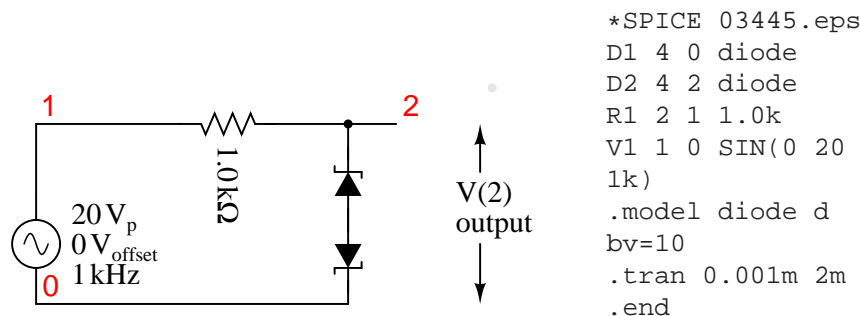 1
2
1.0 kΩ
20 Vp
0 Voffset
1 kHz
0
V(2)
output
*SPICE 03445.eps
D1 4 0 diode
D2 4 2 diode
R1 2 1 1.0k
V1 1 0 SIN(0 20
1k)
.model diode d
bv=10
.tran 0.001m 2m
.end